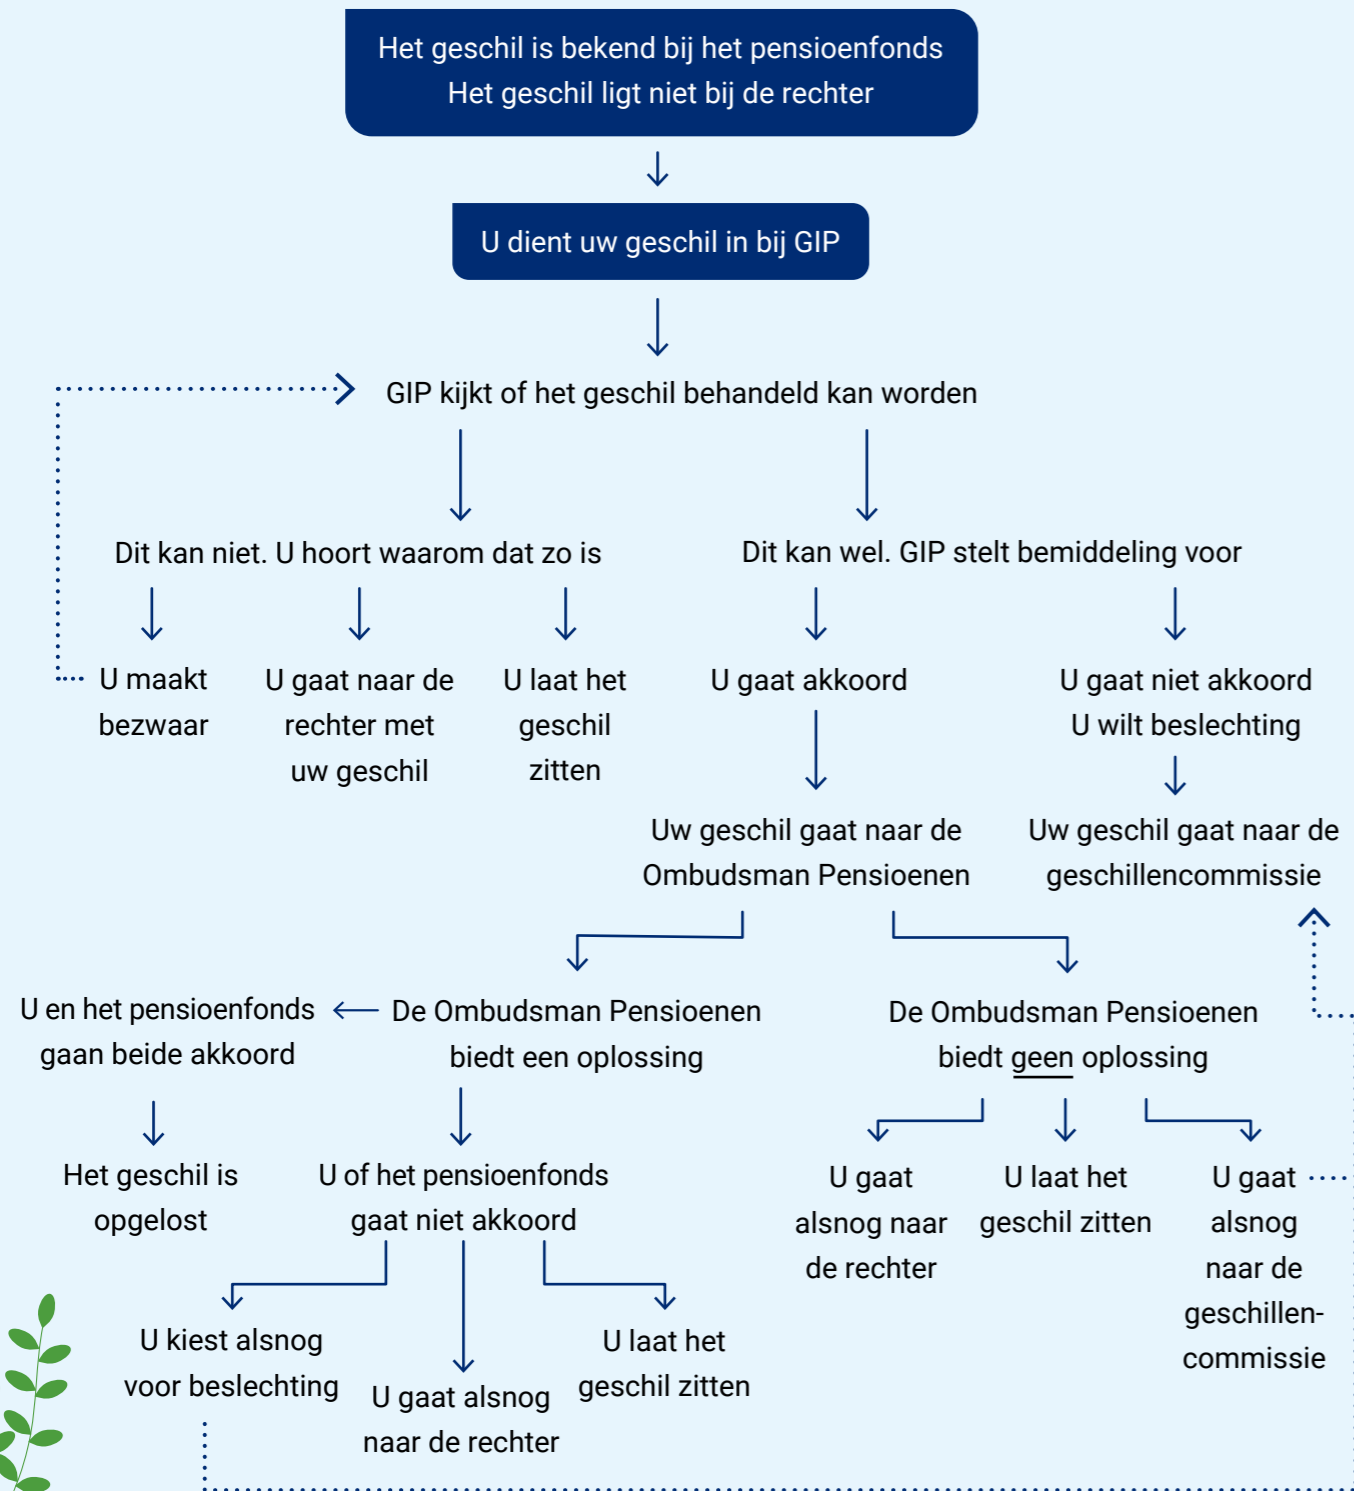 Het geschil is bekend bij het pensioenfonds
Het geschil ligt niet bij de rechter
U dient uw geschil in bij GIP
GIP kijkt of het geschil behandeld kan worden
Dit kan niet. U hoort waarom dat zo is
Dit kan wel. GIP stelt bemiddeling voor
U maakt
bezwaar
U gaat naar de
rechter met
uw geschil
U laat het
geschil
zitten
U gaat akkoord
U gaat niet akkoord
U wilt beslechting
Uw geschil gaat naar de
Ombudsman Pensioenen
Uw geschil gaat naar de
geschillencommissie
U en het pensioenfonds
gaan beide akkoord
De Ombudsman Pensioenen
biedt een oplossing
De Ombudsman Pensioenen
biedt geen oplossing
Het geschil is
opgelost
U of het pensioenfonds
gaat niet akkoord
U gaat
alsnog naar
de rechter
U laat het
geschil zitten
U gaat
alsnog
naar de
geschillen-
commissie
U kiest alsnog
voor beslechting
U gaat alsnog
naar de rechter
U laat het
geschil zitten